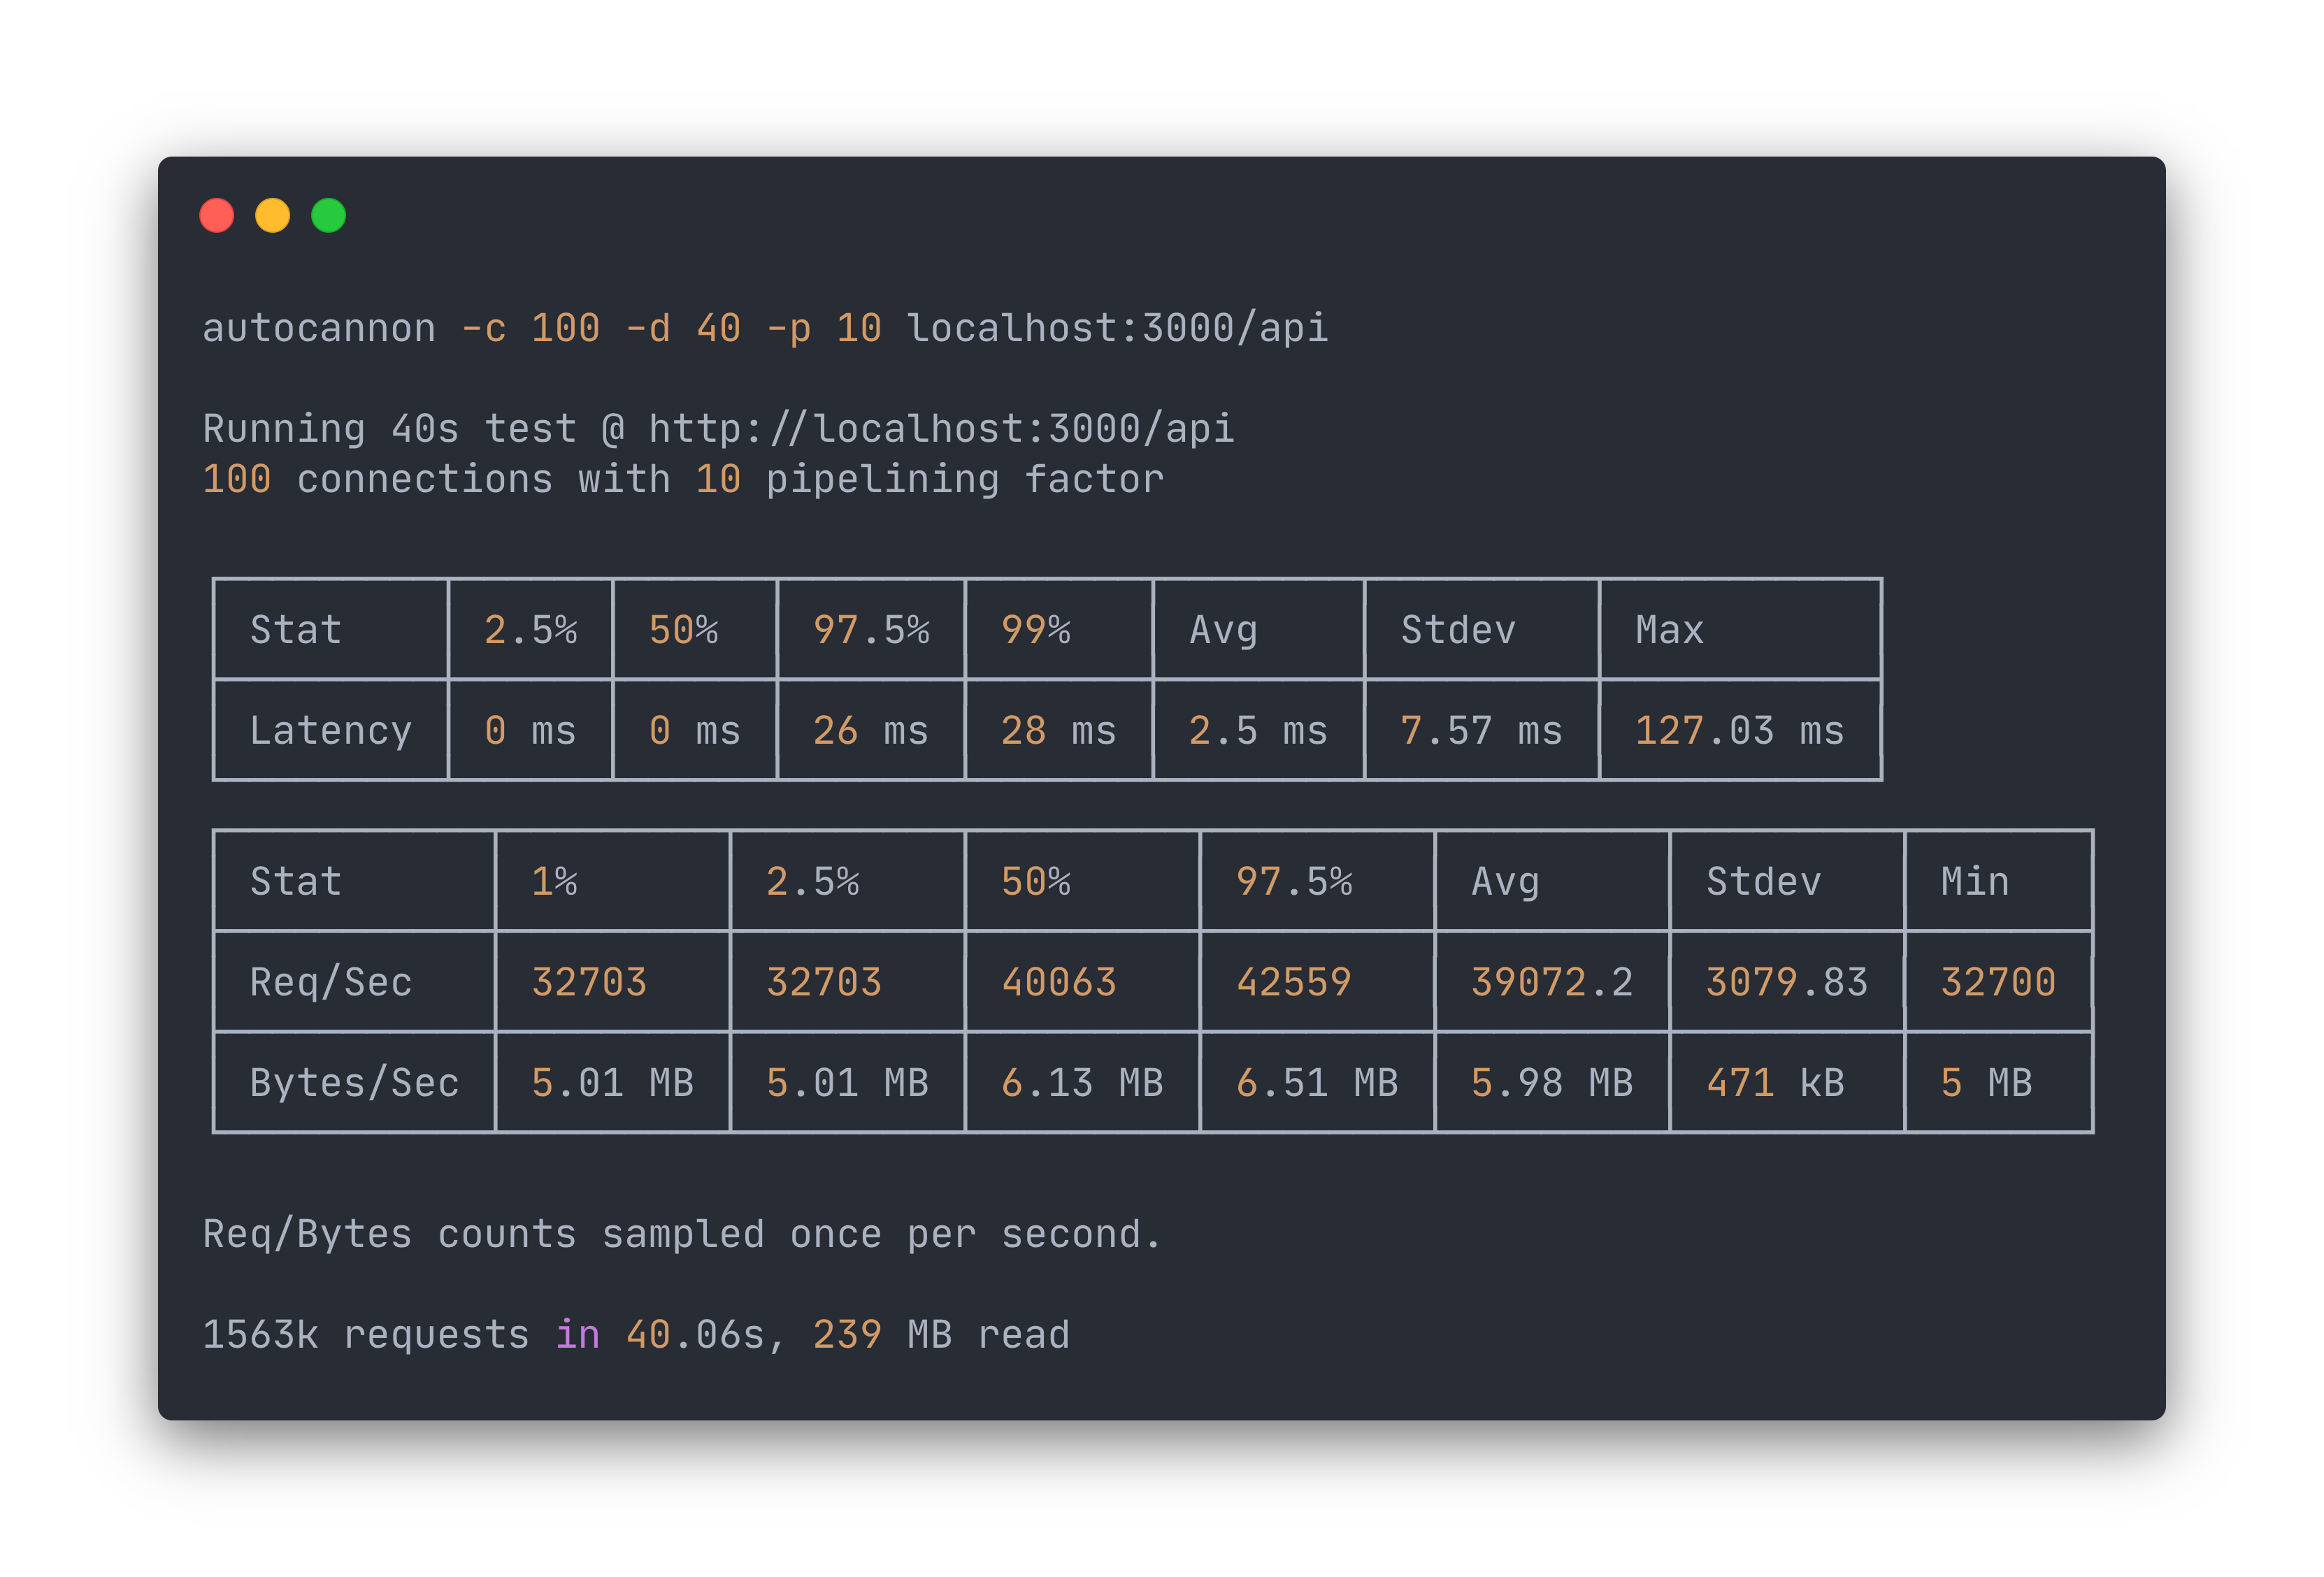 autocannon -c 100 -d 40 -p 10 localhost:3000/api
Running 40s test @ http://localhost:3000/api
100 connections with 10 pipelining factor
Stat 2.5% 50% 97.5% 99% Avg Stdev Max
Latency 0 ms 0 ms 26 ms 28 ms 2.5 ms 7.57 ms 127.03 ms
Stat 1% 2.5% 50% 97.5% Avg Stdev Min
Req/Sec 32703 32703 40063 42559 39072.2 3079.83 32700
Bytes/Sec 5.01 MB 5.01 MB 6.13 MB 6.51 MB 5.98 MB 471 kB 5 MB
Req/Bytes counts sampled once per second.
1563k requests in 40.06s, 239 MB read